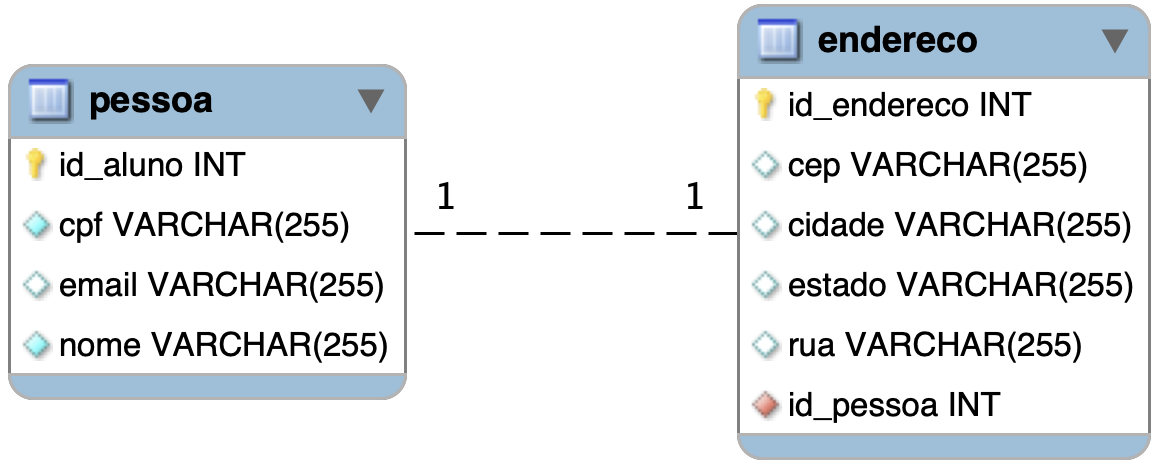 pessoa
id_aluno INT
cpf VARCHAR(255)
email VARCHAR(255)
nome VARCHAR(255)
1
1
endereco
id_endereco INT
cep VARCHAR(255)
cidade VARCHAR(255)
estado VARCHAR(255)
rua VARCHAR(255)
id_pessoa INT